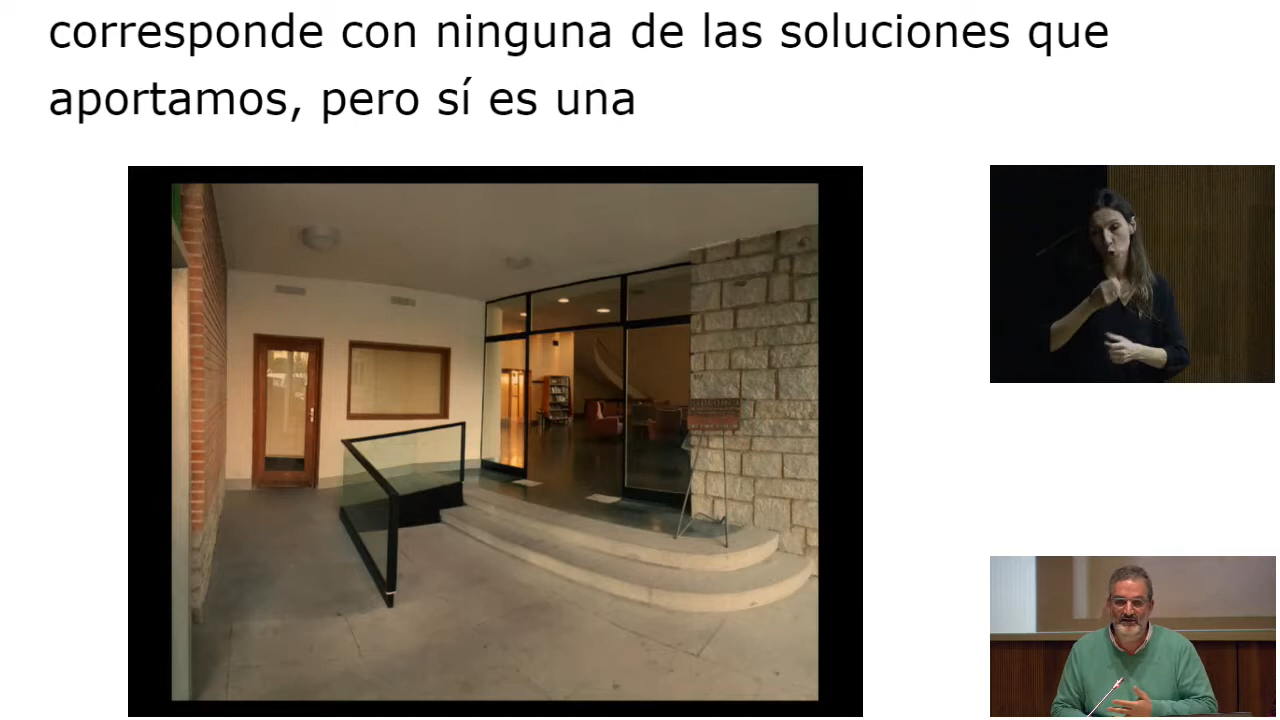 corresponde con ninguna de las soluciones que
aportamos, pero sí es una